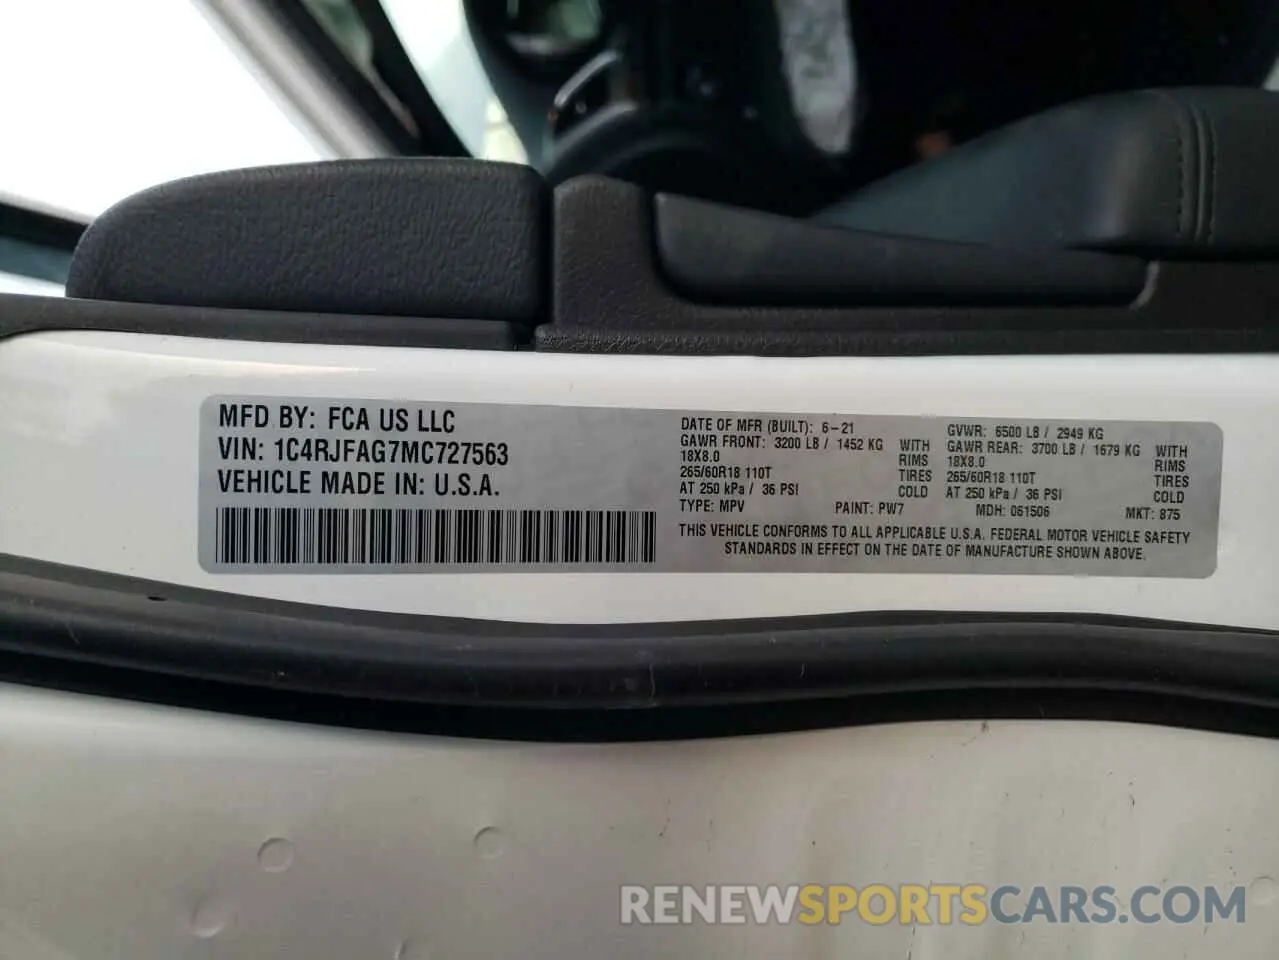 MFD BY: FCA US LLC
VIN: 1C4RJFAG7MC727563
VEHICLE MADE IN: U.S.A.
DATE OF MFR (BUILT): 6-21
GAWR FRONT: 3200 LB / 1452 KG WITH
18X8.0 RIMS
265/60R18 110T TIRES
AT 250 kPa / 36 PSI COLD
TYPE: MPV PAINT: PW7
GVWR: 6500 LB / 2949 KG
GAWR REAR: 3700 LB / 1679 KG WITH
18X8.0 RIMS
265/60R18 110T TIRES
AT 250 kPa / 36 PSI COLD
MDH: 061506 MKT: 875
THIS VEHICLE CONFORMS TO ALL APPLICABLE U.S.A. FEDERAL MOTOR VEHICLE SAFETY
STANDARDS IN EFFECT ON THE DATE OF MANUFACTURE SHOWN ABOVE.
RENEWSPORTSCARS.COM